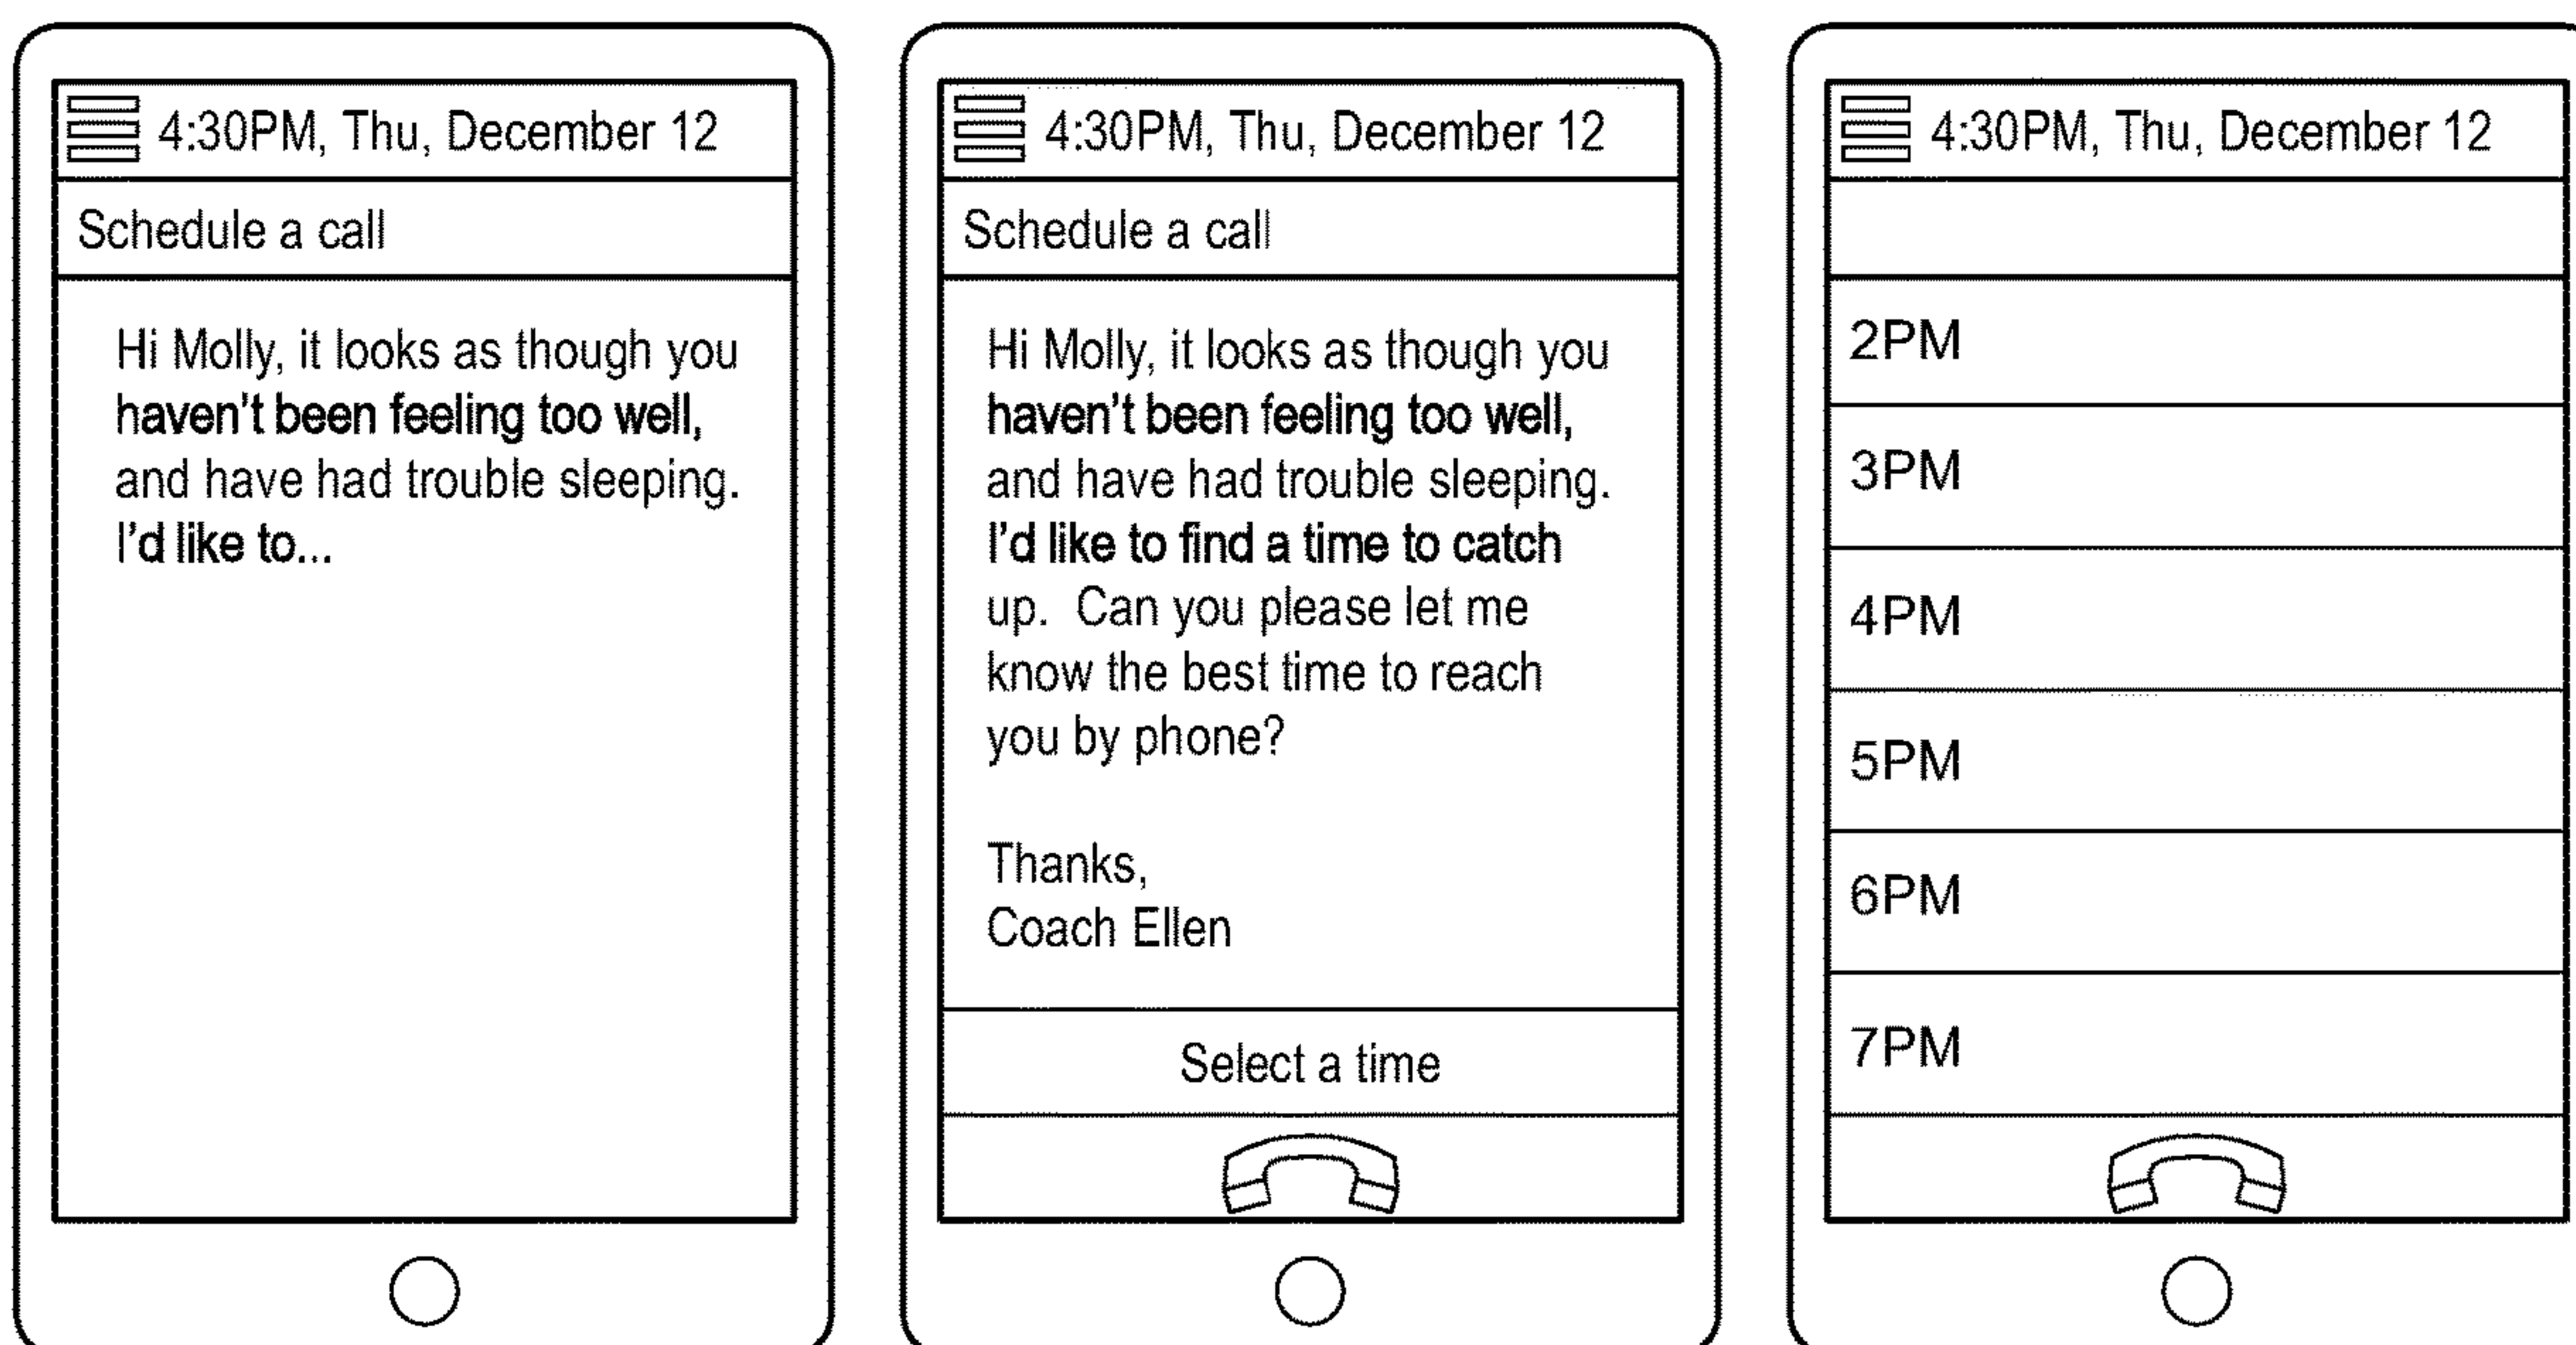 4:30PM, Thu, December 12
Schedule a call
Hi Molly, it looks as though you
haven't been feeling too well,
and have had trouble sleeping.
I'd like to...
4:30PM, Thu, December 12
Schedule a call
Hi Molly, it looks as though you
haven't been feeling too well,
and have had trouble sleeping.
I'd like to find a time to catch
up.  Can you please let me
know the best time to reach
you by phone?
Thanks,
Coach Ellen
Select a time
4:30PM, Thu, December 12
2PM
3PM
4PM
5PM
6PM
7PM